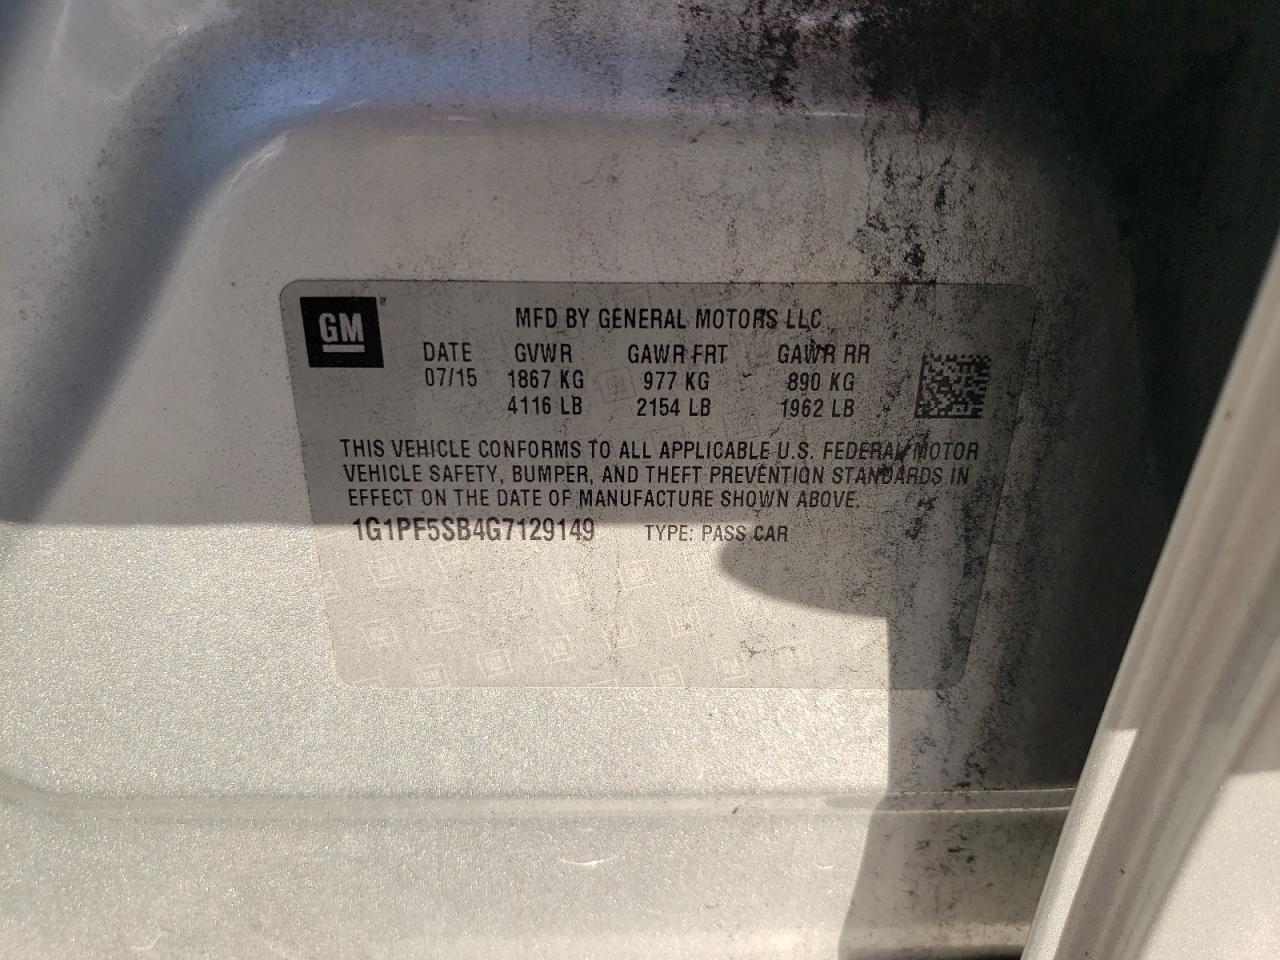 GM
MFD BY GENERAL MOTORS LLC
DATE GVWR GAWR FRT GAWR RR
07/15 1867 KG 977 KG 890 KG
4116 LB 2154 LB 1962 LB
THIS VEHICLE CONFORMS TO ALL APPLICABLE U.S. FEDERAL MOTOR
VEHICLE SAFETY, BUMPER, AND THEFT PREVENTION STANDARDS IN
EFFECT ON THE DATE OF MANUFACTURE SHOWN ABOVE.
1G1PF5SB4G7129149 TYPE: PASS CAR